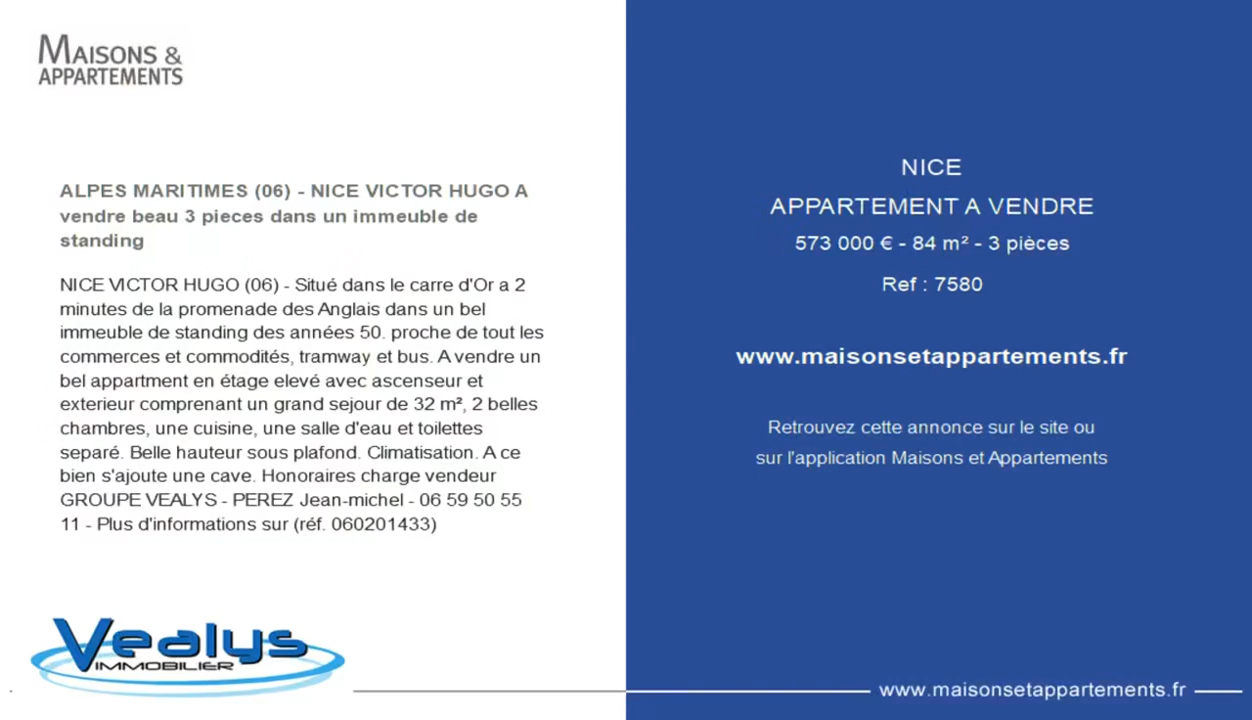 MAISONS &
APPARTEMENTS
ALPES MARITIMES (06) - NICE VICTOR HUGO A
vendre beau 3 pieces dans un immeuble de
standing
NICE VICTOR HUGO (06) - Situé dans le carre d'Or a 2
minutes de la promenade des Anglais dans un bel
immeuble de standing des années 50. proche de tout les
commerces et commodités, tramway et bus. A vendre un
bel appartment en étage elevé avec ascenseur et
exterieur comprenant un grand sejour de 32 m², 2 belles
chambres, une cuisine, une salle d'eau et toilettes
separé. Belle hauteur sous plafond. Climatisation. A ce
bien s'ajoute une cave. Honoraires charge vendeur
GROUPE VEALYS - PEREZ Jean-michel - 06 59 50 55
11 - Plus d'informations sur (réf. 060201433)
Vealys
IMMOBILIER
NICE
APPARTEMENT A VENDRE
573 000 € - 84 m² - 3 pièces
Ref : 7580
www.maisonsetappartements.fr
Retrouvez cette annonce sur le site ou
sur l'application Maisons et Appartements
www.maisonsetappartements.fr